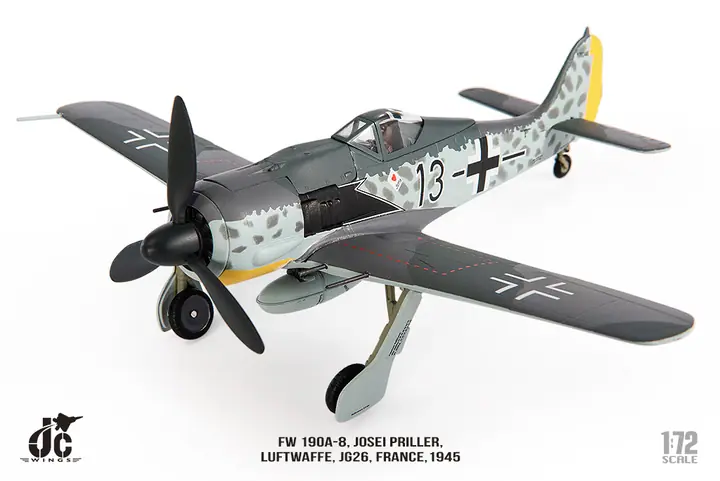 13
JC
WINGS
FW 190A-8, JOSEI PRILLER,
LUFTWAFFE, JG26, FRANCE, 1945
1:72
SCALE